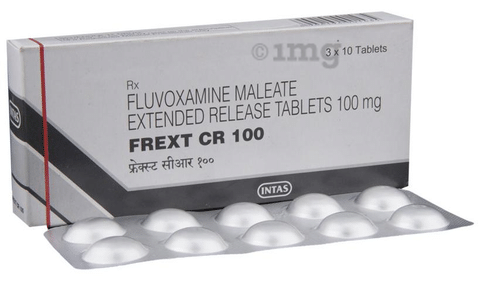 ©1mg
3 x 10 Tablets
Rx
FLUVOXAMINE MALEATE
EXTENDED RELEASE TABLETS 100 mg
FREXT CR 100
फ्रेक्स्ट सीआर १००
INTAS